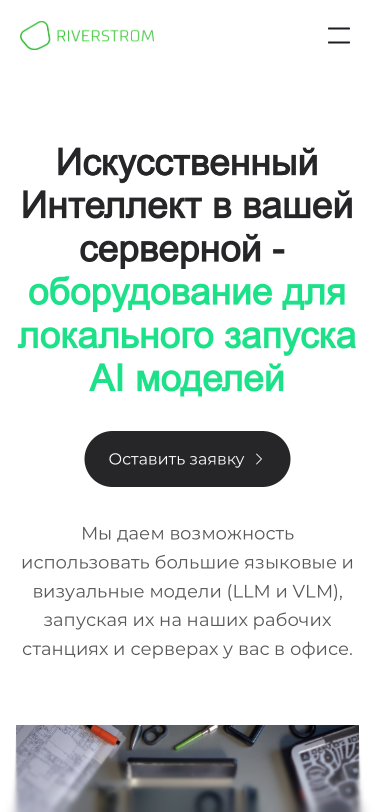 RIVERSTROM
Искусственный
Интеллект в вашей
серверной -
оборудование для
локального запуска
AI моделей
Оставить заявку
Мы даем возможность
использовать большие языковые и
визуальные модели (LLM и VLM),
запуская их на наших рабочих
станциях и серверах у вас в офисе.